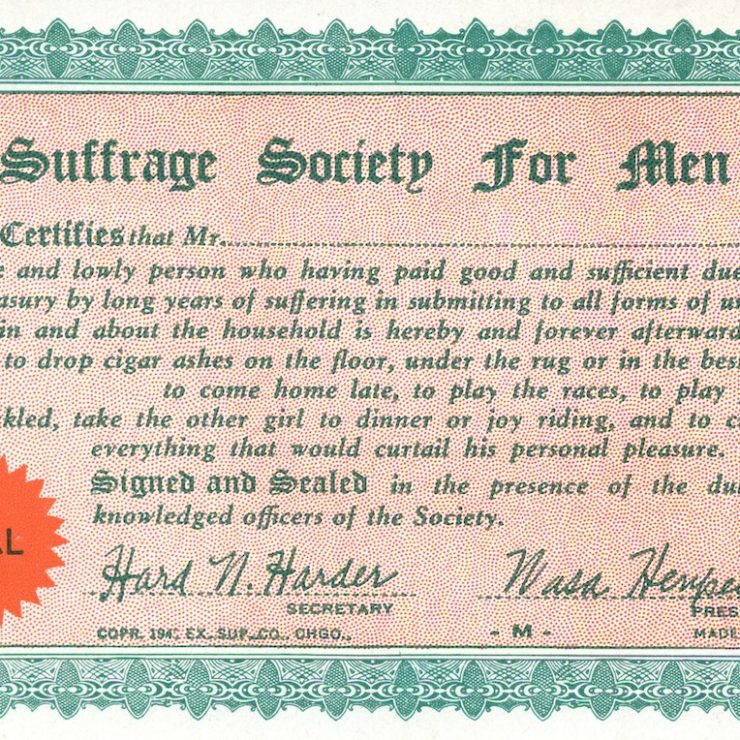 Suffrage Society For Men
Certifies that Mr.
and lowly person who having paid good and sufficient due
asury by long years of suffering in submitting to all forms of un
in and about the household is hereby and forever afterward
to drop cigar ashes on the floor, under the rug or in the best
to come home late, to play the races, to play
kled, take the other girl to dinner or joy riding, and to c
everything that would curtail his personal pleasure.
Signed and Sealed in the presence of the du
knowledged officers of the Society.
AL
Hard N. Harder Wasa Henpe
SECRETARY PRES
COPR. 194 EX. SUP. CO. CHGO. - M - MADE